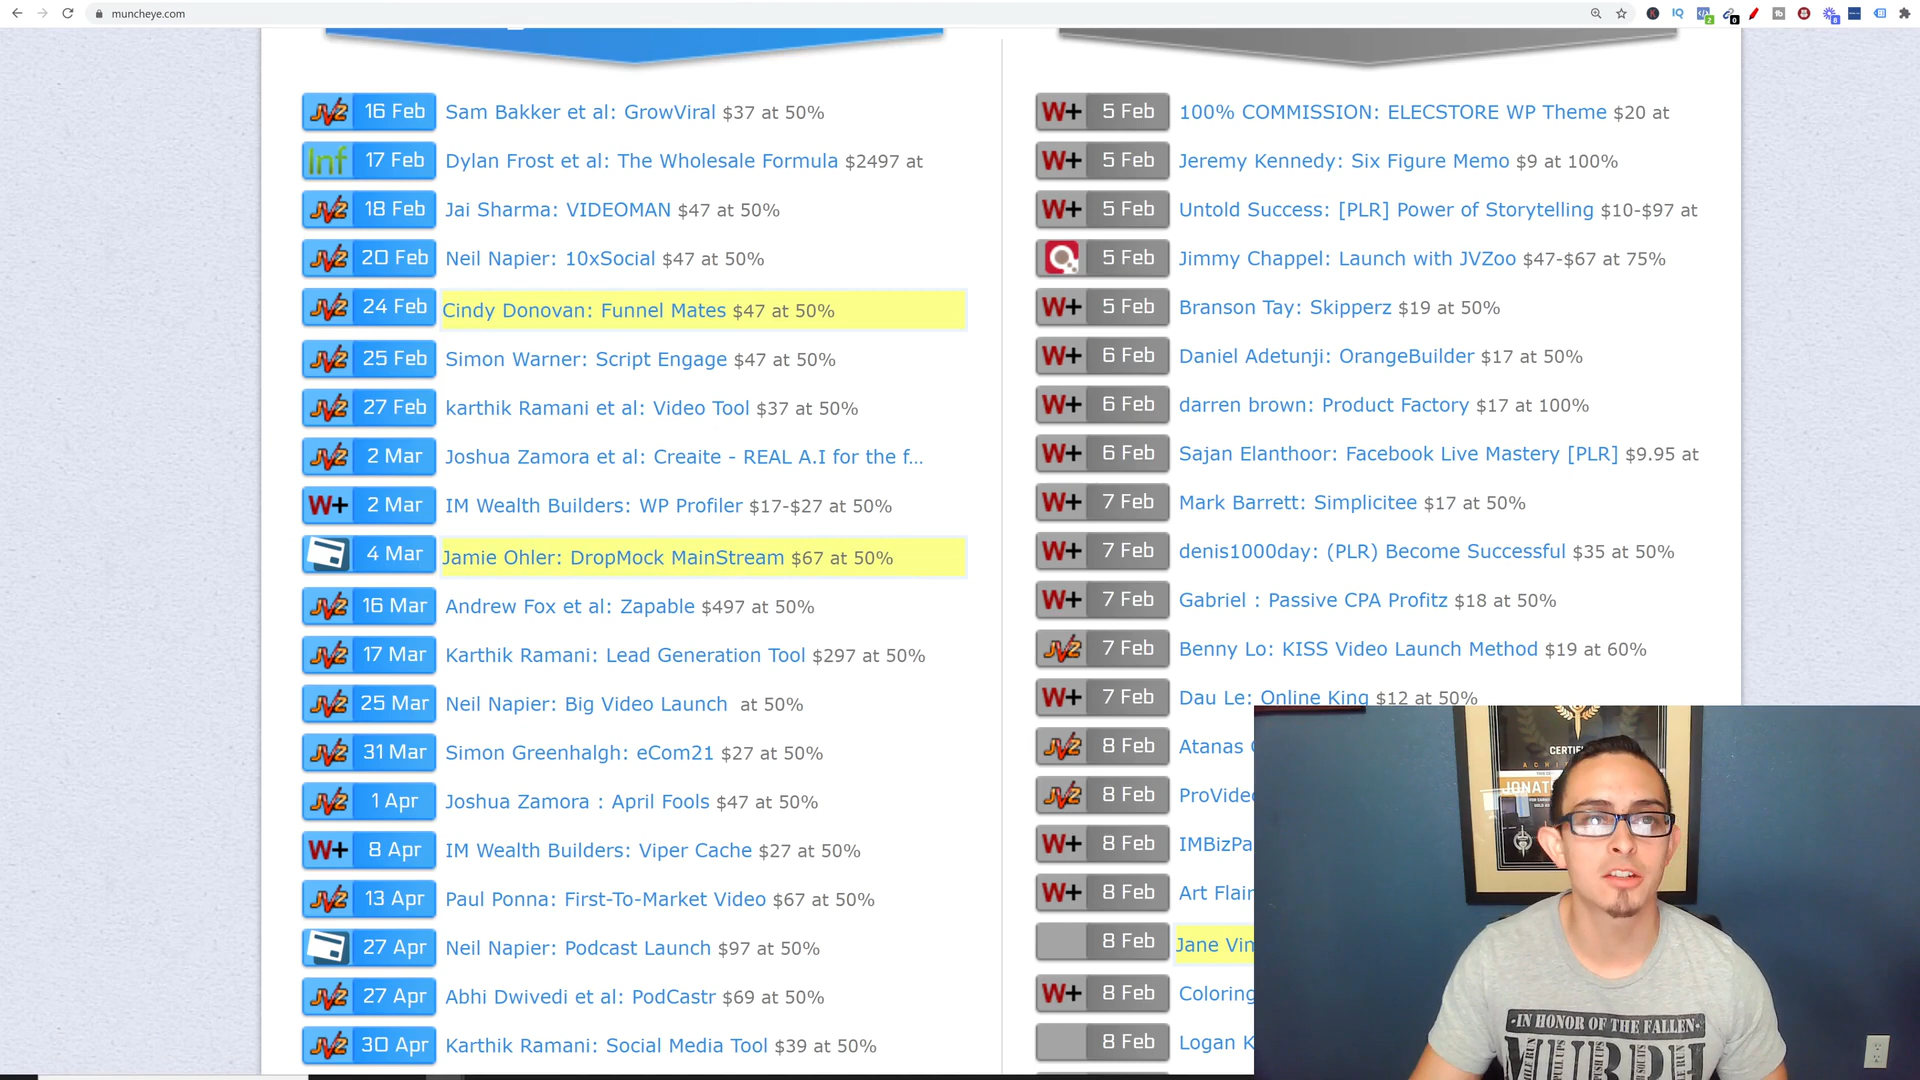 muncheye.com
16 Feb Sam Bakker et al: GrowViral $37 at 50%
Inf 17 Feb Dylan Frost et al: The Wholesale Formula $2497 at
18 Feb Jai Sharma: VIDEOMAN $47 at 50%
20 Feb Neil Napier: 10xSocial $47 at 50%
24 Feb Cindy Donovan: Funnel Mates $47 at 50%
25 Feb Simon Warner: Script Engage $47 at 50%
27 Feb karthik Ramani et al: Video Tool $37 at 50%
2 Mar Joshua Zamora et al: Creaite - REAL A.I for the f...
W+ 2 Mar IM Wealth Builders: WP Profiler $17-$27 at 50%
4 Mar Jamie Ohler: DropMock MainStream $67 at 50%
16 Mar Andrew Fox et al: Zapable $497 at 50%
17 Mar Karthik Ramani: Lead Generation Tool $297 at 50%
25 Mar Neil Napier: Big Video Launch at 50%
31 Mar Simon Greenhalgh: eCom21 $27 at 50%
1 Apr Joshua Zamora : April Fools $47 at 50%
W+ 8 Apr IM Wealth Builders: Viper Cache $27 at 50%
13 Apr Paul Ponna: First-To-Market Video $67 at 50%
27 Apr Neil Napier: Podcast Launch $97 at 50%
27 Apr Abhi Dwivedi et al: PodCastr $69 at 50%
30 Apr Karthik Ramani: Social Media Tool $39 at 50%
W+ 5 Feb 100% COMMISSION: ELECSTORE WP Theme $20 at
W+ 5 Feb Jeremy Kennedy: Six Figure Memo $9 at 100%
W+ 5 Feb Untold Success: [PLR] Power of Storytelling $10-$97 at
5 Feb Jimmy Chappel: Launch with JVZoo $47-$67 at 75%
W+ 5 Feb Branson Tay: Skipperz $19 at 50%
W+ 6 Feb Daniel Adetunji: OrangeBuilder $17 at 50%
W+ 6 Feb darren brown: Product Factory $17 at 100%
W+ 6 Feb Sajan Elanthoor: Facebook Live Mastery [PLR] $9.95 at
W+ 7 Feb Mark Barrett: Simplicitee $17 at 50%
W+ 7 Feb denis1000day: (PLR) Become Successful $35 at 50%
W+ 7 Feb Gabriel : Passive CPA Profitz $18 at 50%
7 Feb Benny Lo: KISS Video Launch Method $19 at 60%
W+ 7 Feb Dau Le: Online King $12 at 50%
8 Feb Atanas
8 Feb ProVide
W+ 8 Feb IMBizPa
W+ 8 Feb Art Flair
8 Feb Jane Vin
W+ 8 Feb Coloring
8 Feb Logan K
CERTIF
JONAT
-IN HONOR OF THE FALLEN-
MURPH